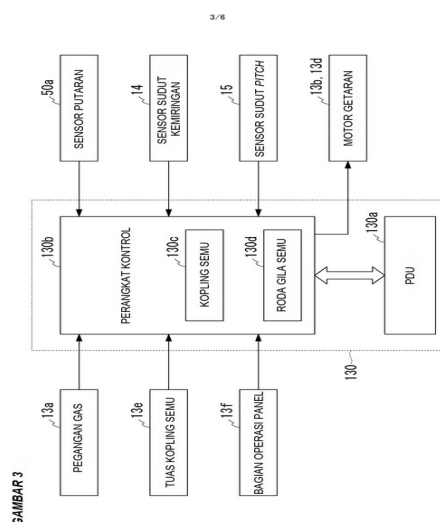 3/6
GAMBAR 3
13a
PEGANGAN GAS
13e
TUAS KOPLING SEMU
13f
BAGIAN OPERASI PANEL
130b
PERANGKAT KONTROL
130c
KOPLING SEMU
130d
RODA GILA SEMU
130a
PDU
130
50a
SENSOR PUTARAN
14
SENSOR SUDUT
KEMIRINGAN
15
SENSOR SUDUT PITCH
13b, 13d
MOTOR GETARAN